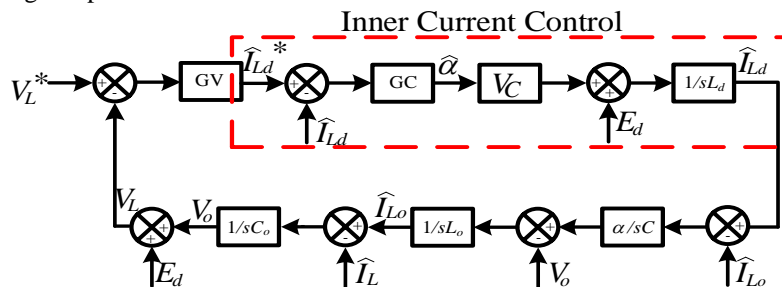 Inner Current Control
V_L* + - GV Î_Ld* + - GC α̂ V_C + + 1/sL_d Î_Ld
Î_Ld E_d
V_L + + V_o 1/sC_o + - Î_Lo 1/sL_o + - α/sC + -
E_d Î_L V_o Î_Lo